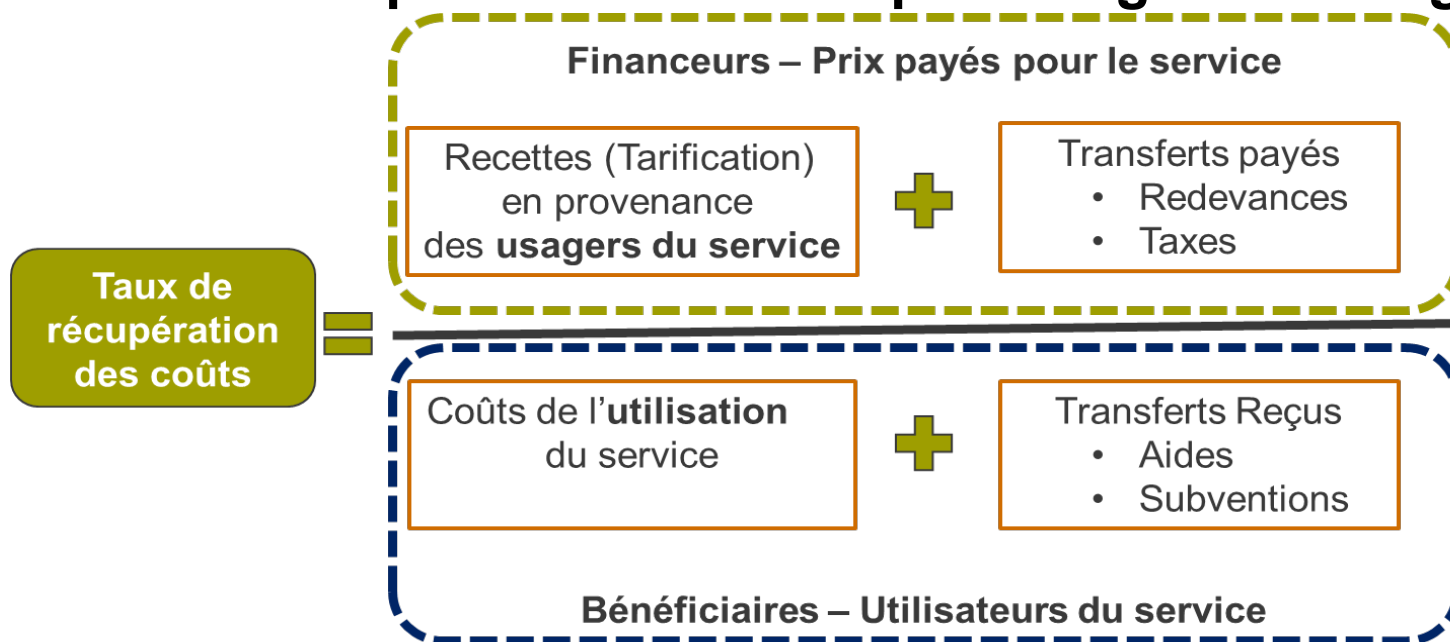 Financeurs – Prix payés pour le service
Recettes (Tarification)
en provenance
des usagers du service
Transferts payés
• Redevances
• Taxes
Taux de
récupération
des coûts
Coûts de l'utilisation
du service
Transferts Reçus
• Aides
• Subventions
Bénéficiaires – Utilisateurs du service